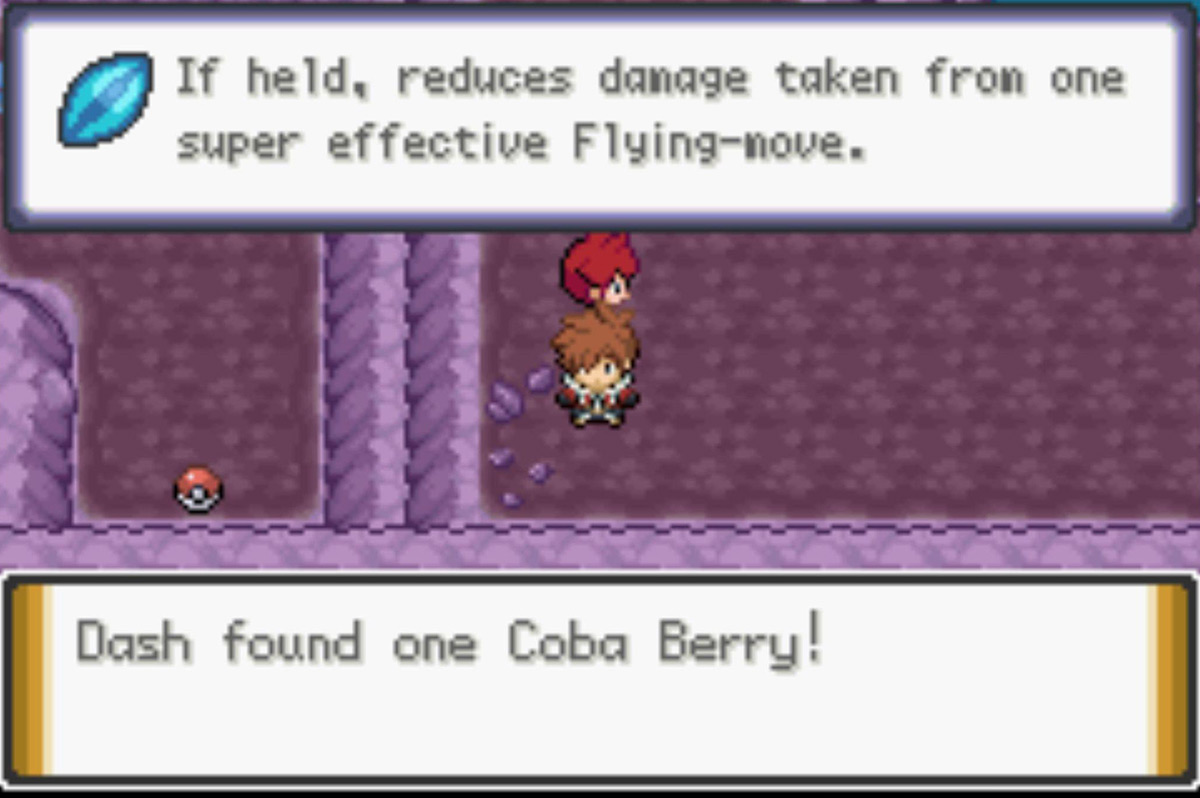 If held, reduces damage taken from one
super effective Flying-move.
Dash found one Coba Berry!